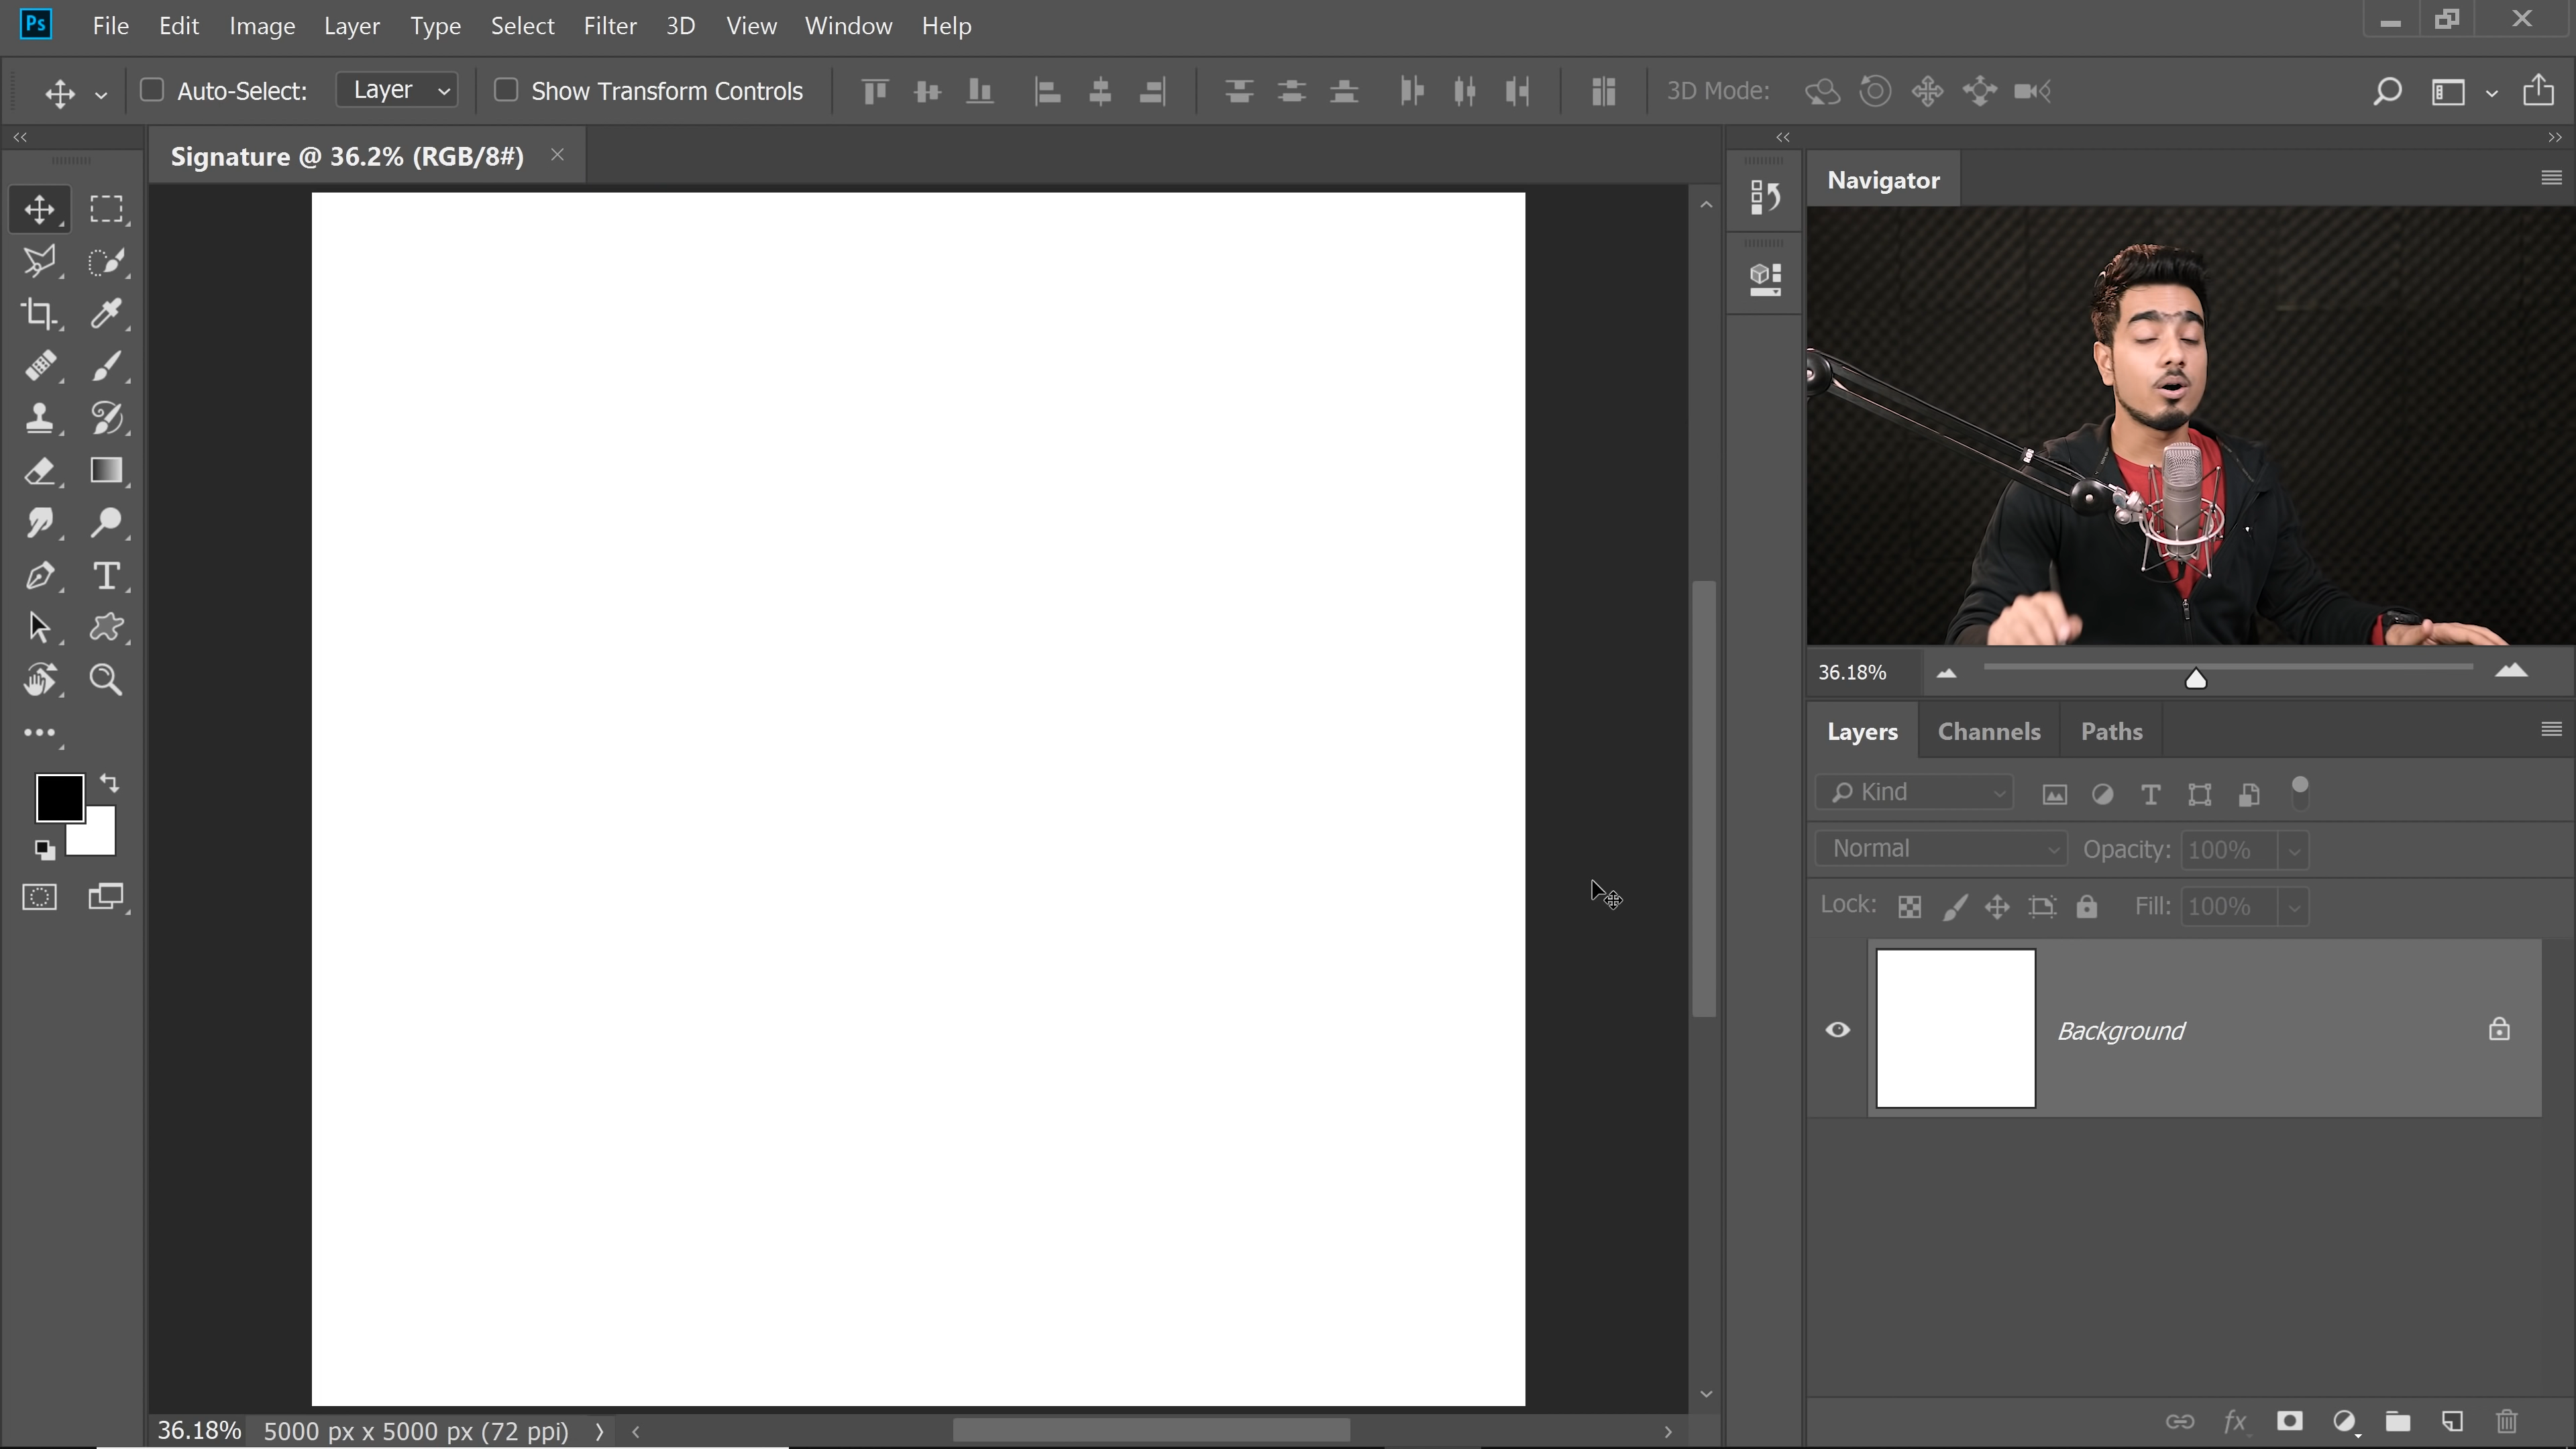 Ps File Edit Image Layer Type Select Filter 3D View Window Help
Auto-Select: Layer Show Transform Controls 3D Mode:
Signature @ 36.2% (RGB/8#)
Navigator
36.18%
Layers Channels Paths
Kind
Normal Opacity: 100%
Lock: Fill: 100%
Background
fx
36.18% 5000 px x 5000 px (72 ppi)